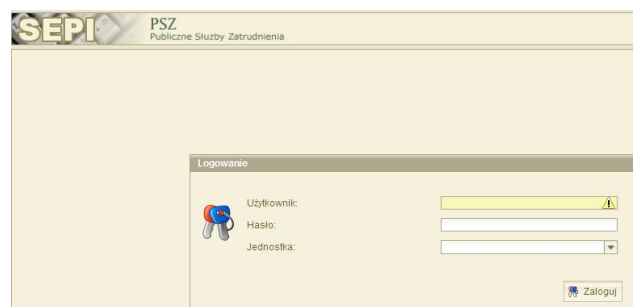 SEPI
PSZ
Publiczne Służby Zatrudnienia
Logowanie
Użytkownik:
Hasło:
Jednostka:
Zaloguj